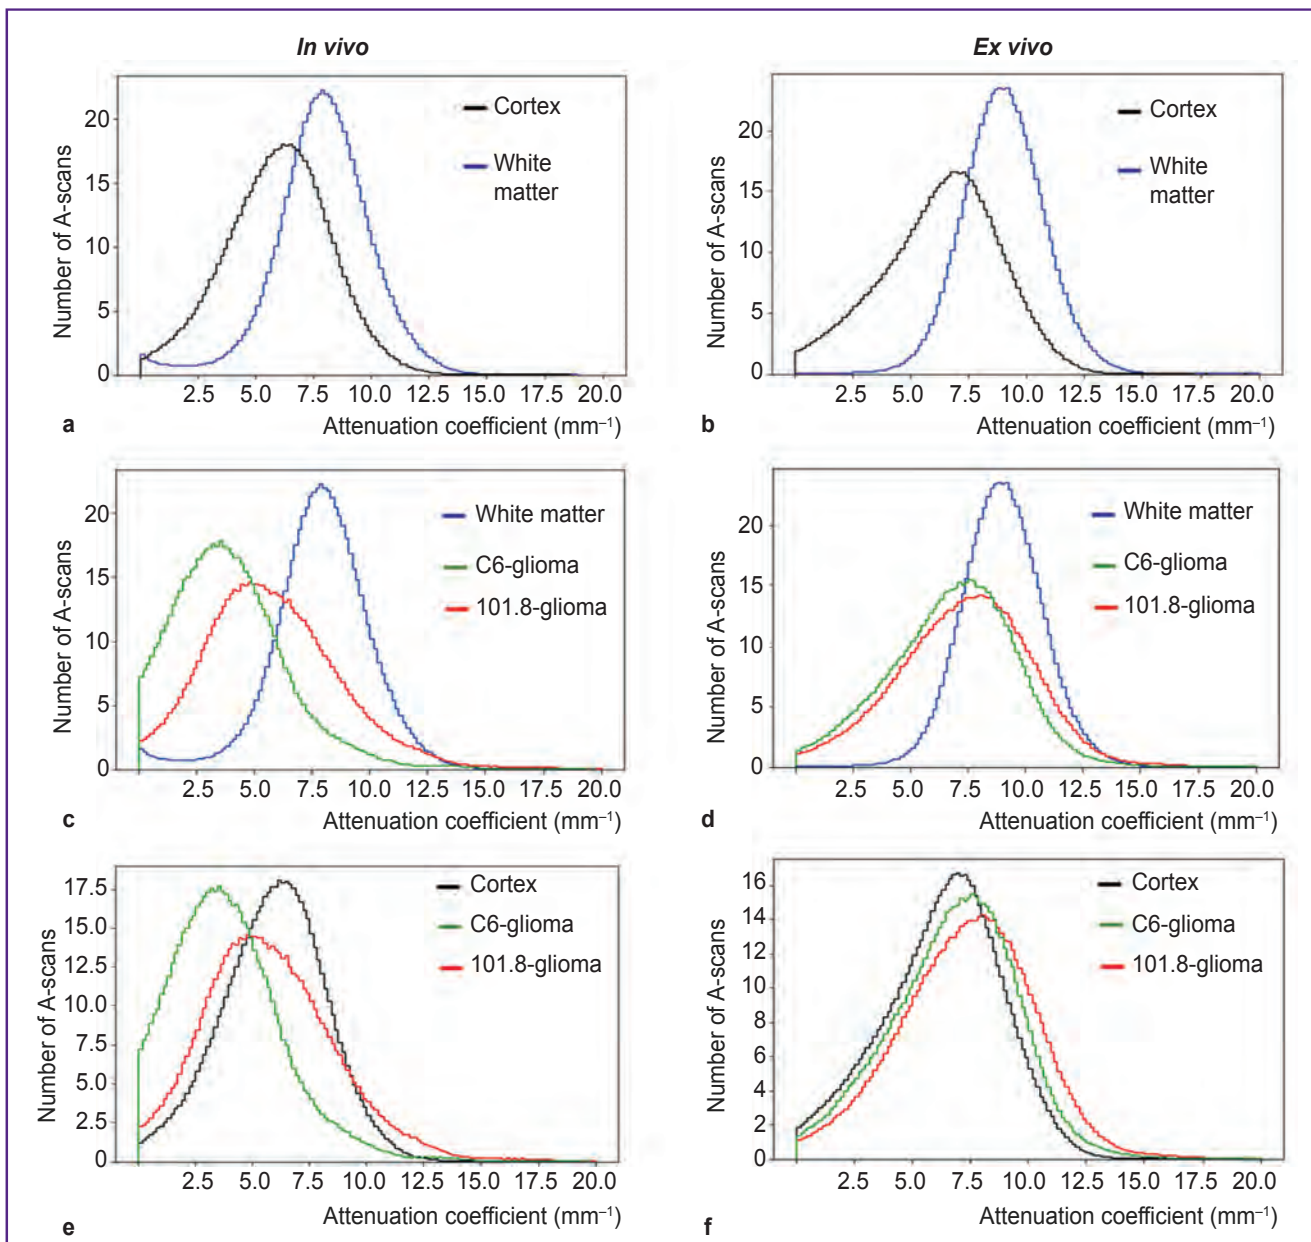 In vivo
Ex vivo
Number of A-scans
20
15
10
5
0
Cortex
White
matter
2.5 5.0 7.5 10.0 12.5 15.0 17.5 20.0
a
Attenuation coefficient (mm⁻¹)
Number of A-scans
20
15
10
5
0
Cortex
White
matter
2.5 5.0 7.5 10.0 12.5 15.0 17.5 20.0
b
Attenuation coefficient (mm⁻¹)
Number of A-scans
20
15
10
5
0
White matter
C6-glioma
101.8-glioma
2.5 5.0 7.5 10.0 12.5 15.0 17.5 20.0
c
Attenuation coefficient (mm⁻¹)
Number of A-scans
20
15
10
5
0
White matter
C6-glioma
101.8-glioma
2.5 5.0 7.5 10.0 12.5 15.0 17.5 20.0
d
Attenuation coefficient (mm⁻¹)
Number of A-scans
17.5
15.0
12.5
10.0
7.5
5.0
2.5
0
Cortex
C6-glioma
101.8-glioma
2.5 5.0 7.5 10.0 12.5 15.0 17.5 20.0
e
Attenuation coefficient (mm⁻¹)
Number of A-scans
16
14
12
10
8
6
4
2
0
Cortex
C6-glioma
101.8-glioma
2.5 5.0 7.5 10.0 12.5 15.0 17.5 20.0
f
Attenuation coefficient (mm⁻¹)